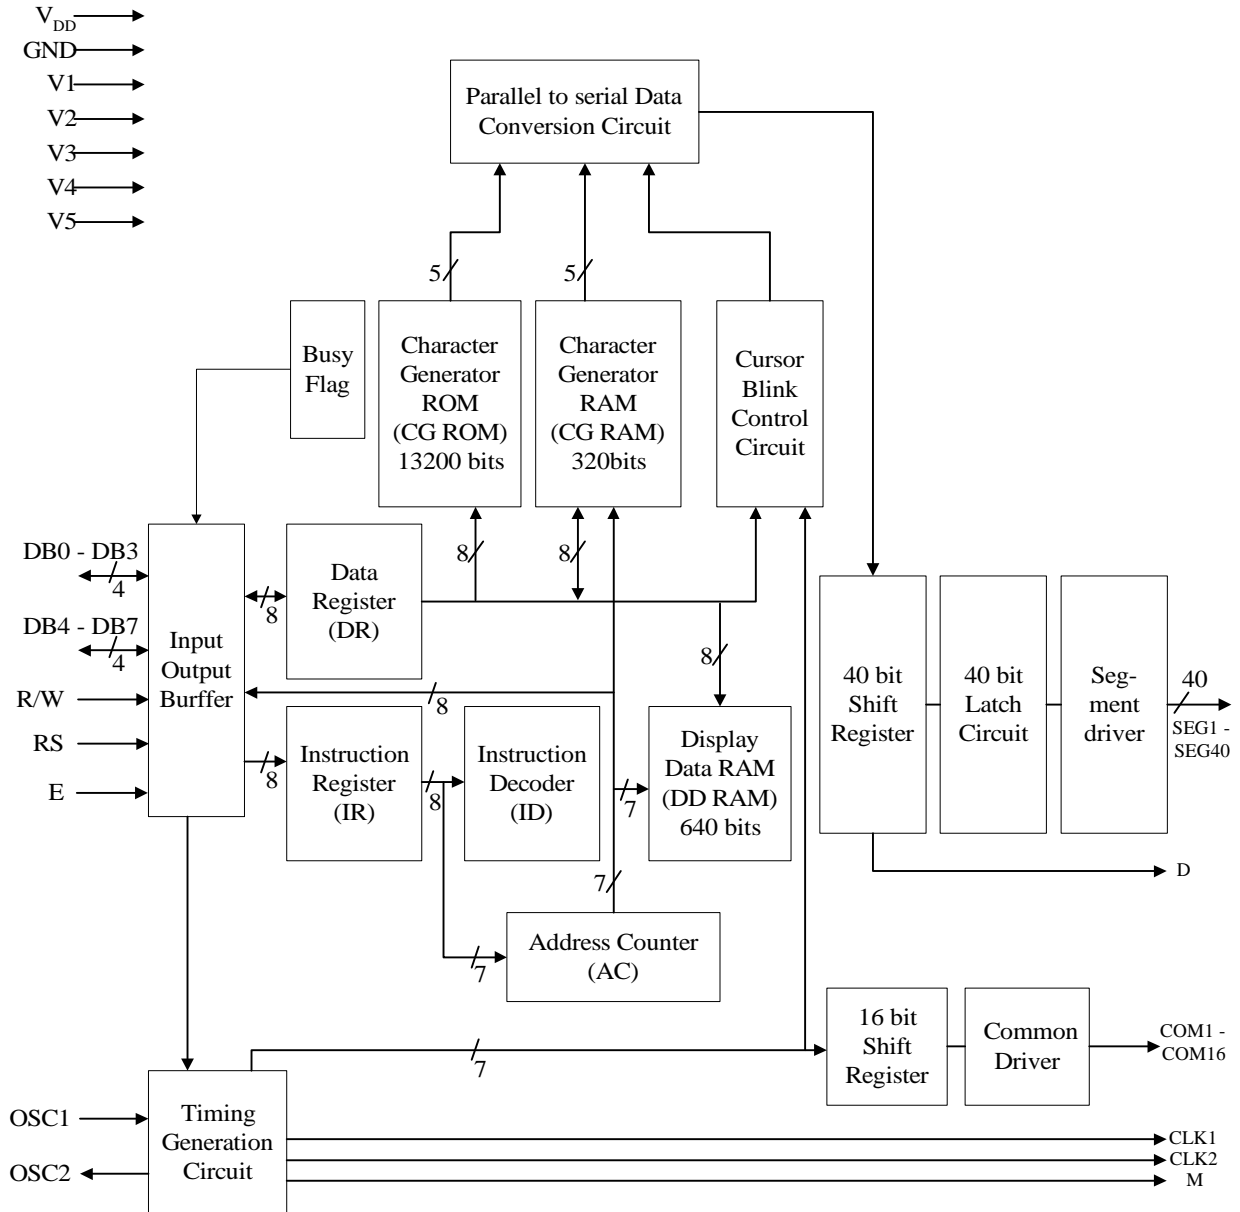 VDD
GND
V1
V2
V3
V4
V5
Parallel to serial Data
Conversion Circuit
5
5
Busy
Flag
Character
Generator
ROM
(CG ROM)
13200 bits
Character
Generator
RAM
(CG RAM)
320bits
Cursor
Blink
Control
Circuit
8
8
DB0 - DB3
4
DB4 - DB7
4
R/W
RS
E
Input
Output
Burffer
8
Data
Register
(DR)
8
8
8
Instruction
Register
(IR)
8
Instruction
Decoder
(ID)
7
Display
Data RAM
(DD RAM)
640 bits
40 bit
Shift
Register
40 bit
Latch
Circuit
Seg-
ment
driver
40
SEG1 -
SEG40
D
7
7
Address Counter
(AC)
7
16 bit
Shift
Register
Common
Driver
COM1 -
COM16
OSC1
OSC2
Timing
Generation
Circuit
CLK1
CLK2
M